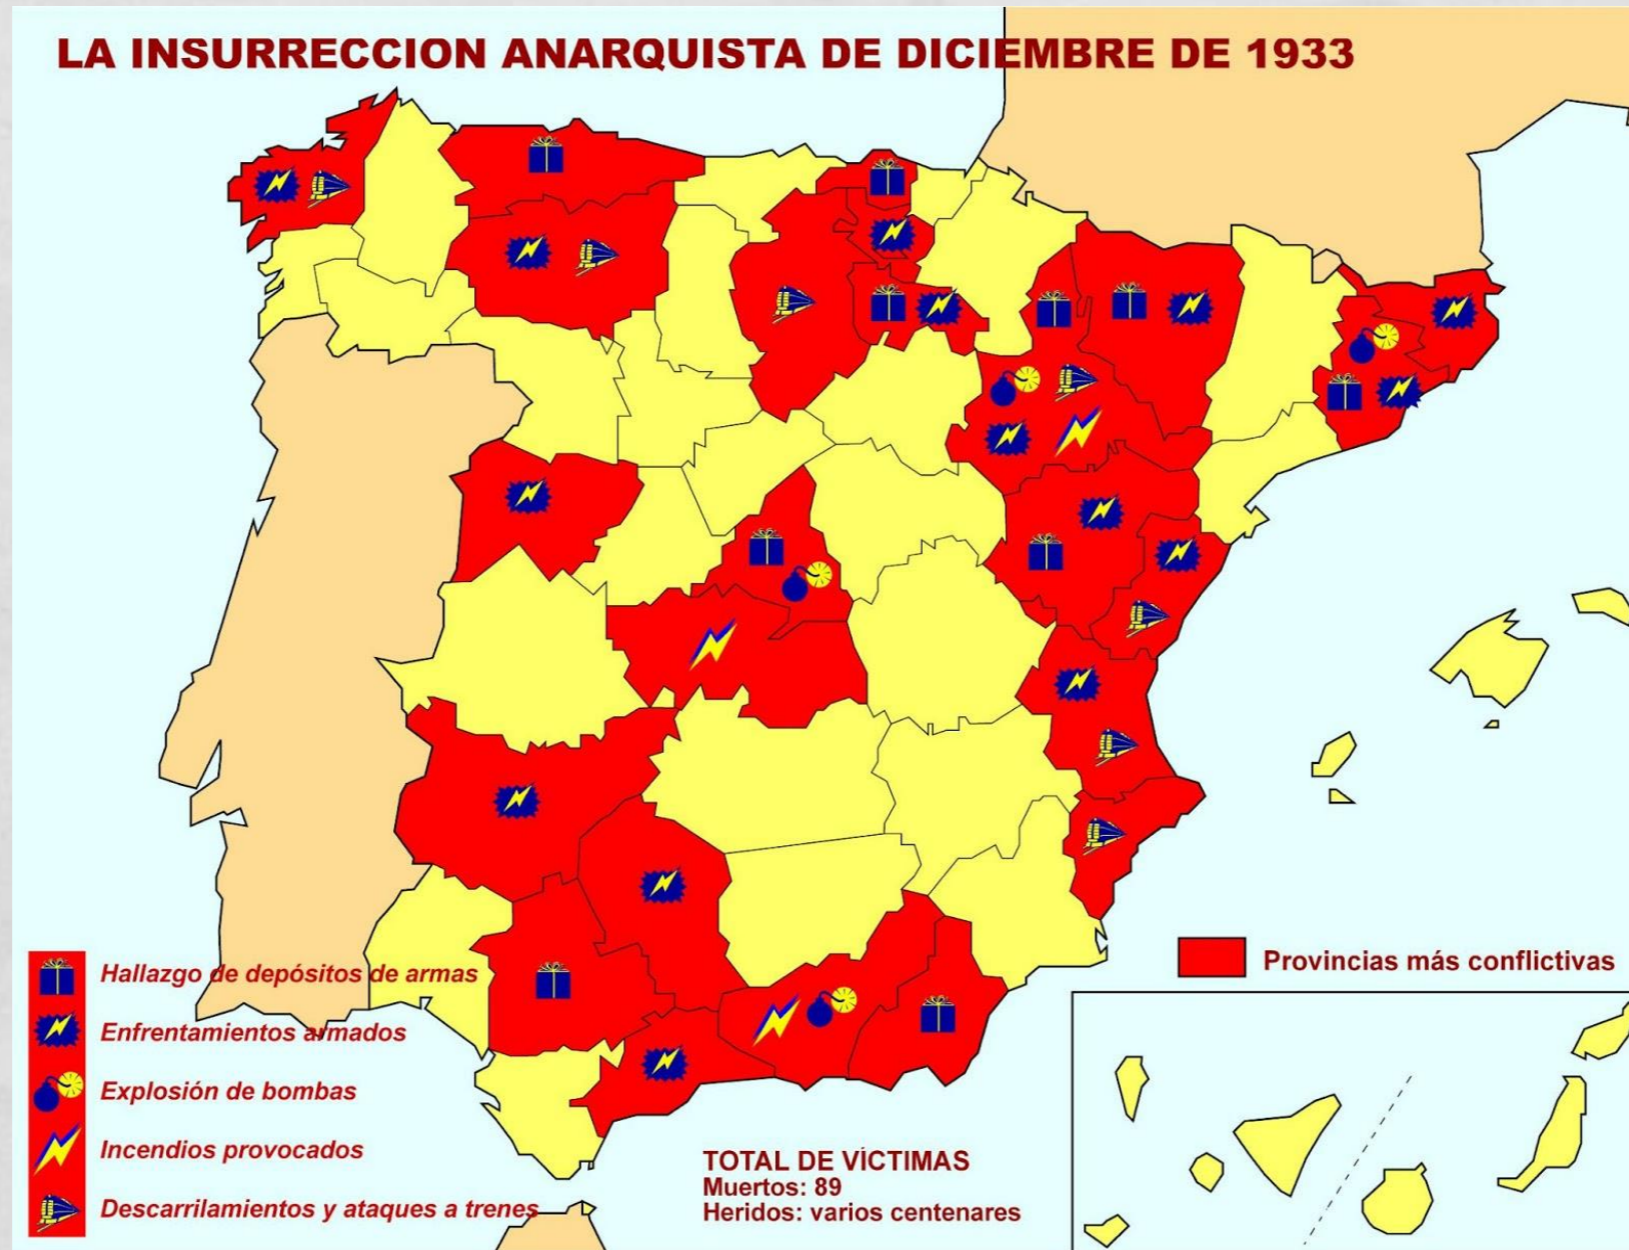 LA INSURRECCION ANARQUISTA DE DICIEMBRE DE 1933
Provincias más conflictivas
Hallazgo de depósitos de armas
Enfrentamientos armados
Explosión de bombas
Incendios provocados
Descarrilamientos y ataques a trenes
TOTAL DE VÍCTIMAS
Muertos: 89
Heridos: varios centenares